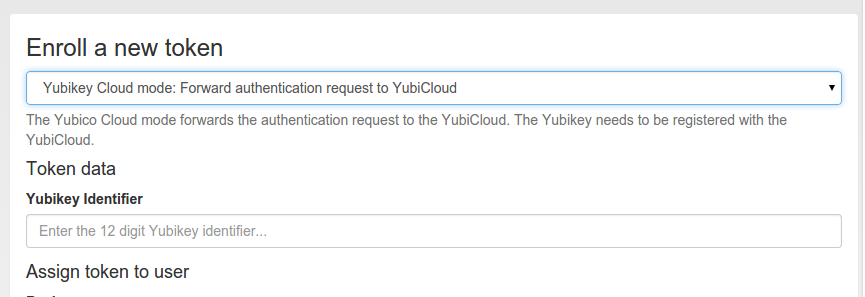 Enroll a new token
Yubikey Cloud mode: Forward authentication request to YubiCloud
The Yubico Cloud mode forwards the authentication request to the YubiCloud. The Yubikey needs to be registered with the
YubiCloud.
Token data
Yubikey Identifier
Enter the 12 digit Yubikey identifier...
Assign token to user